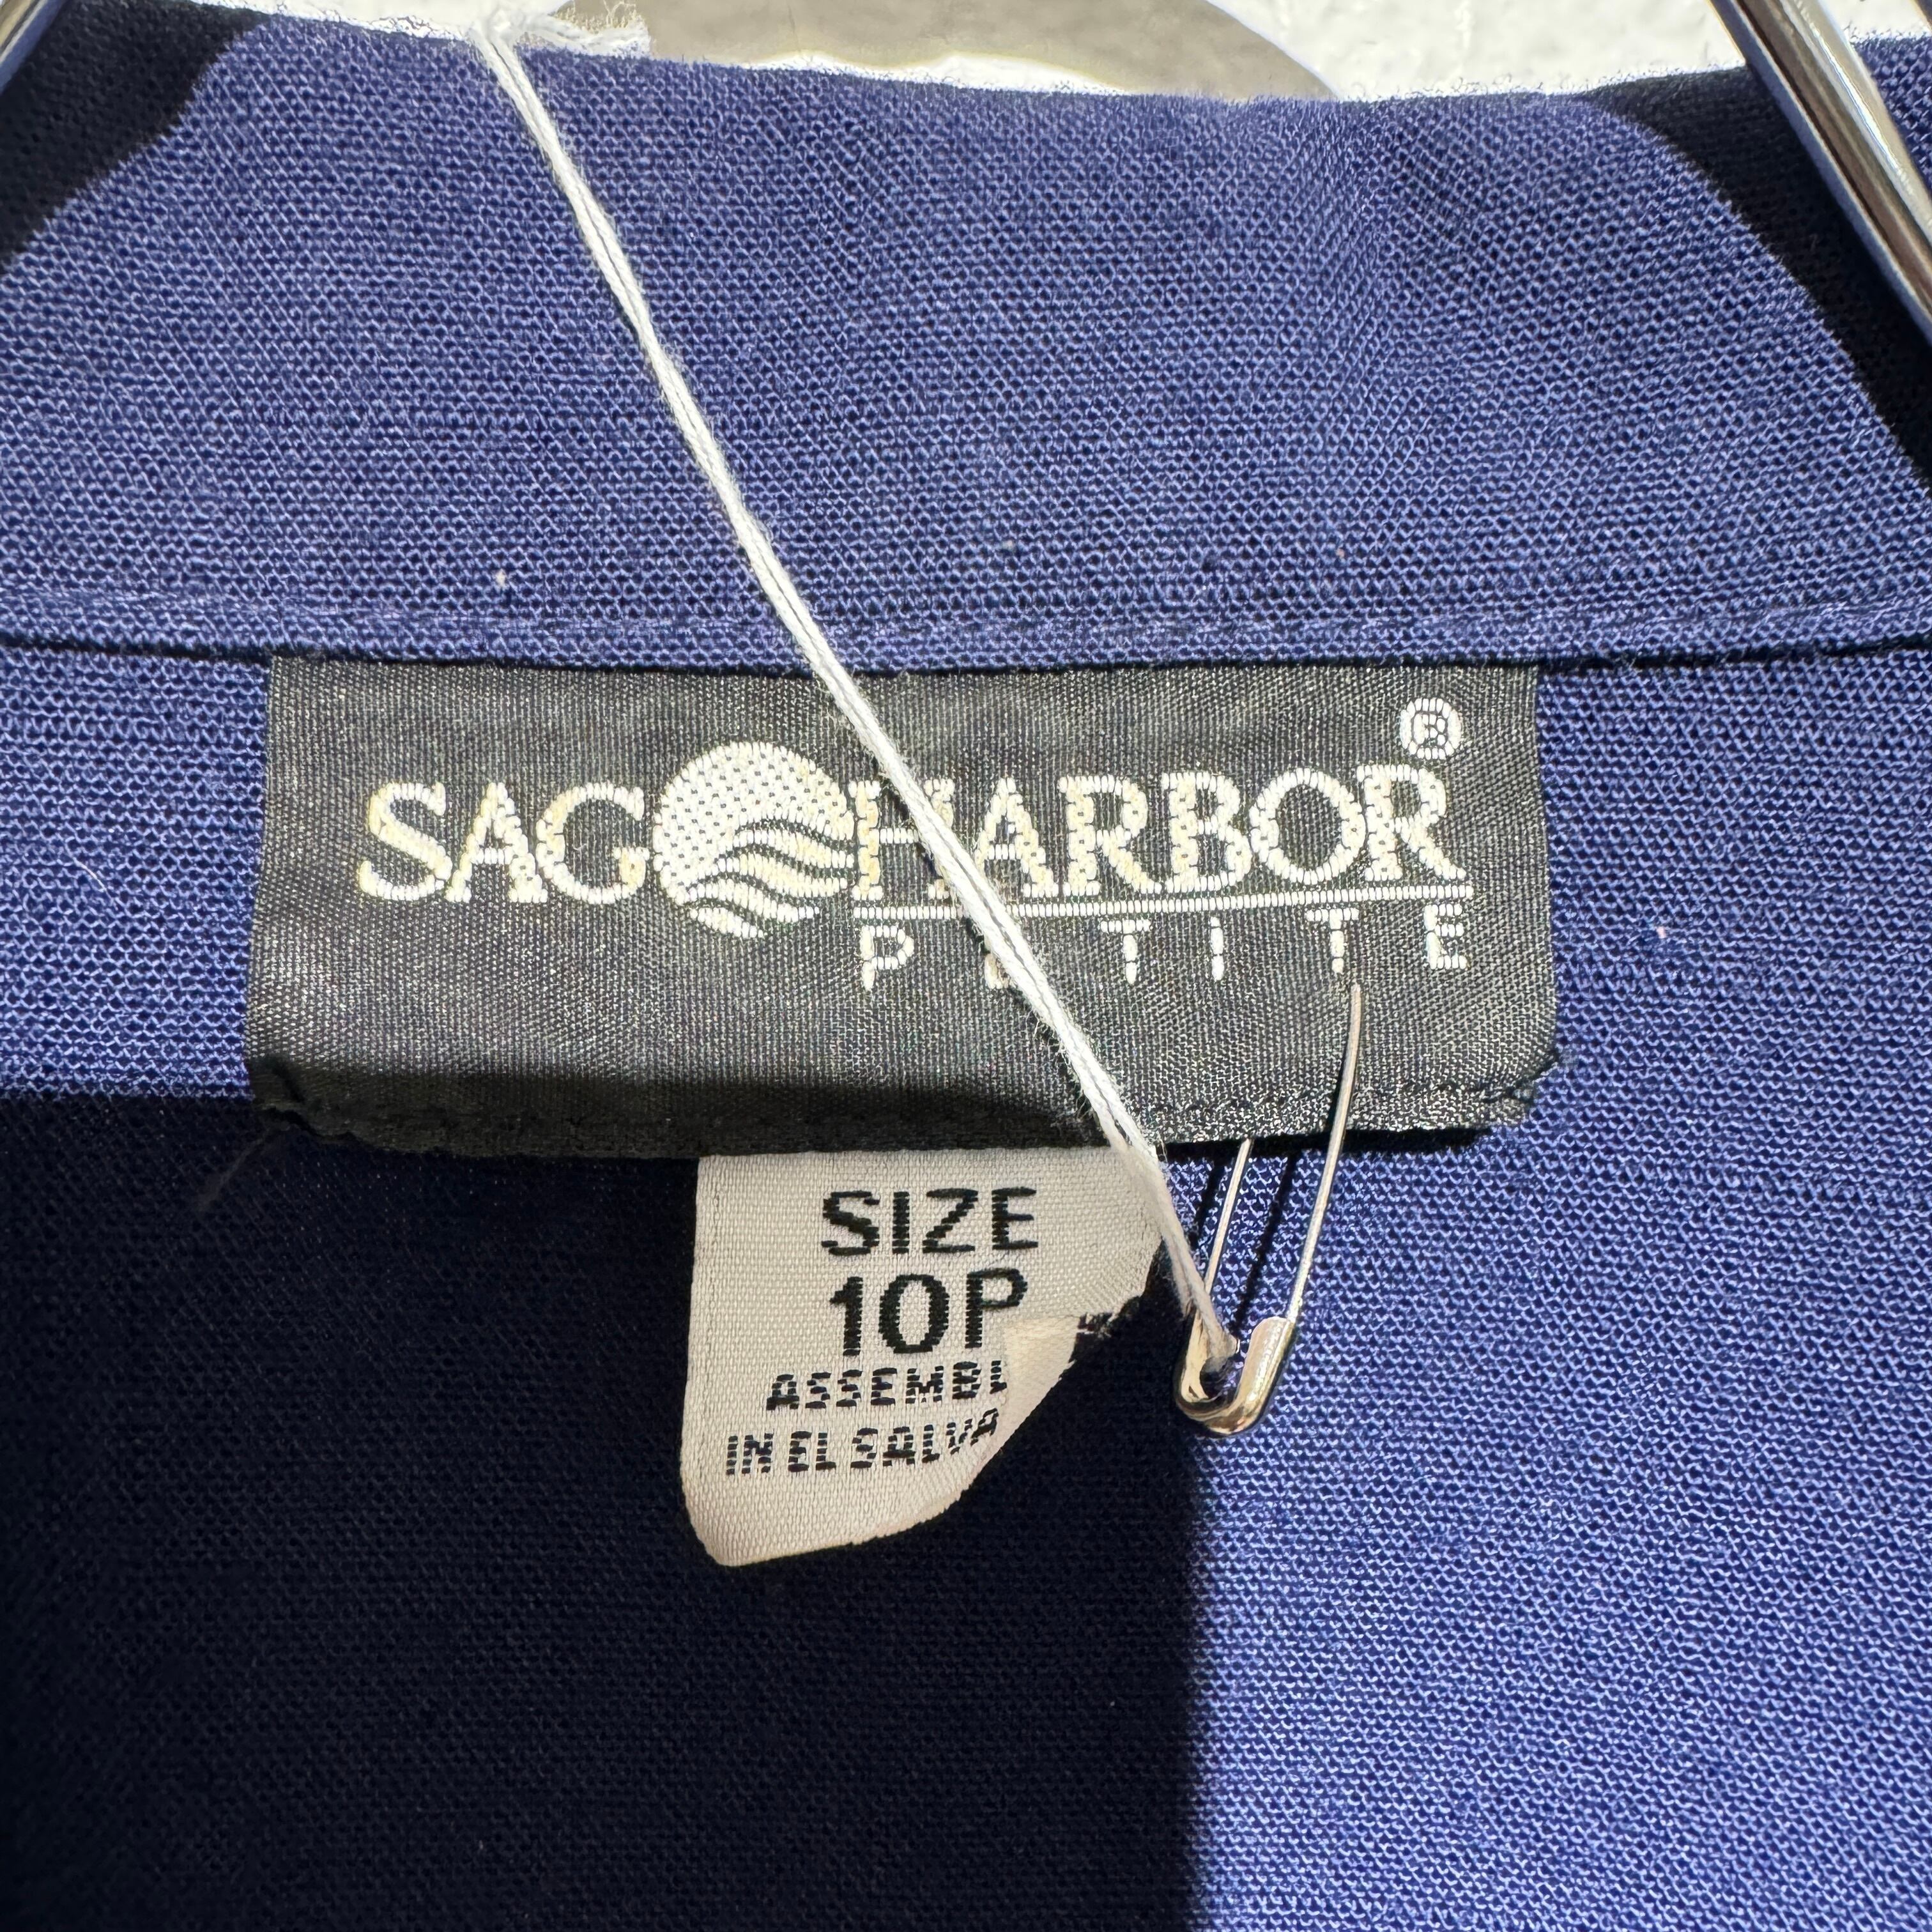 SAG HARBOR®
PETITE
SIZE
10P
ASSEMBL
IN EL SALVA